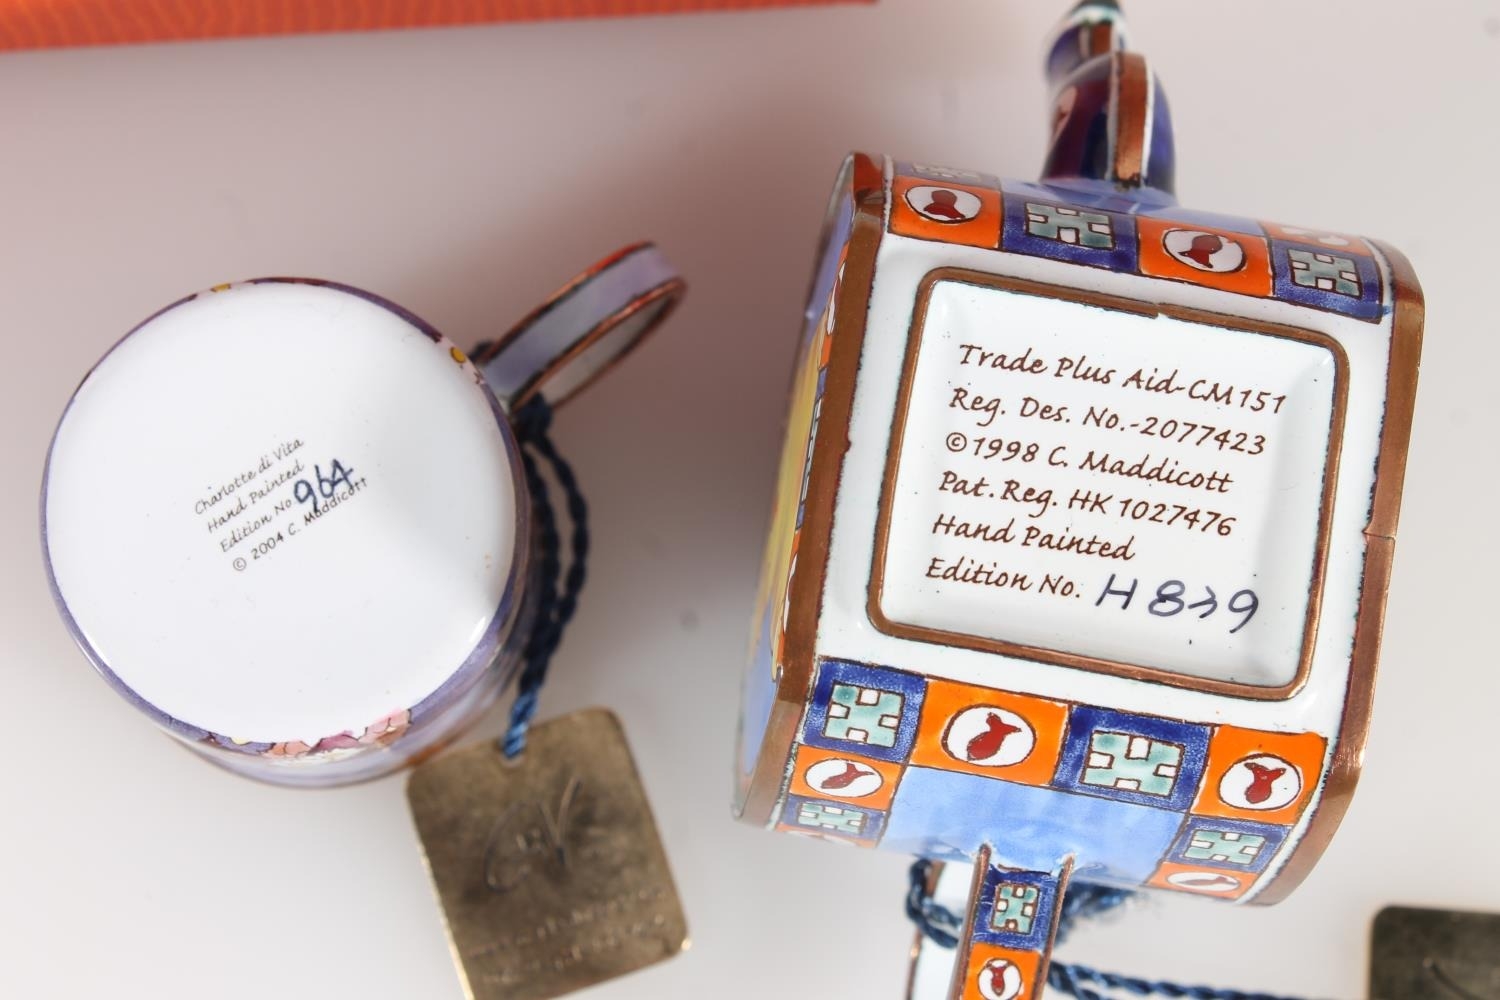 Charlotte di Vita
Hand Painted
Edition No 964
© 2004 C. Maddicott
Trade Plus Aid-CM151
Reg. Des. No.-2077423
©1998 C. Maddicott
Pat. Reg. HK 1027476
Hand Painted
Edition No. H 839